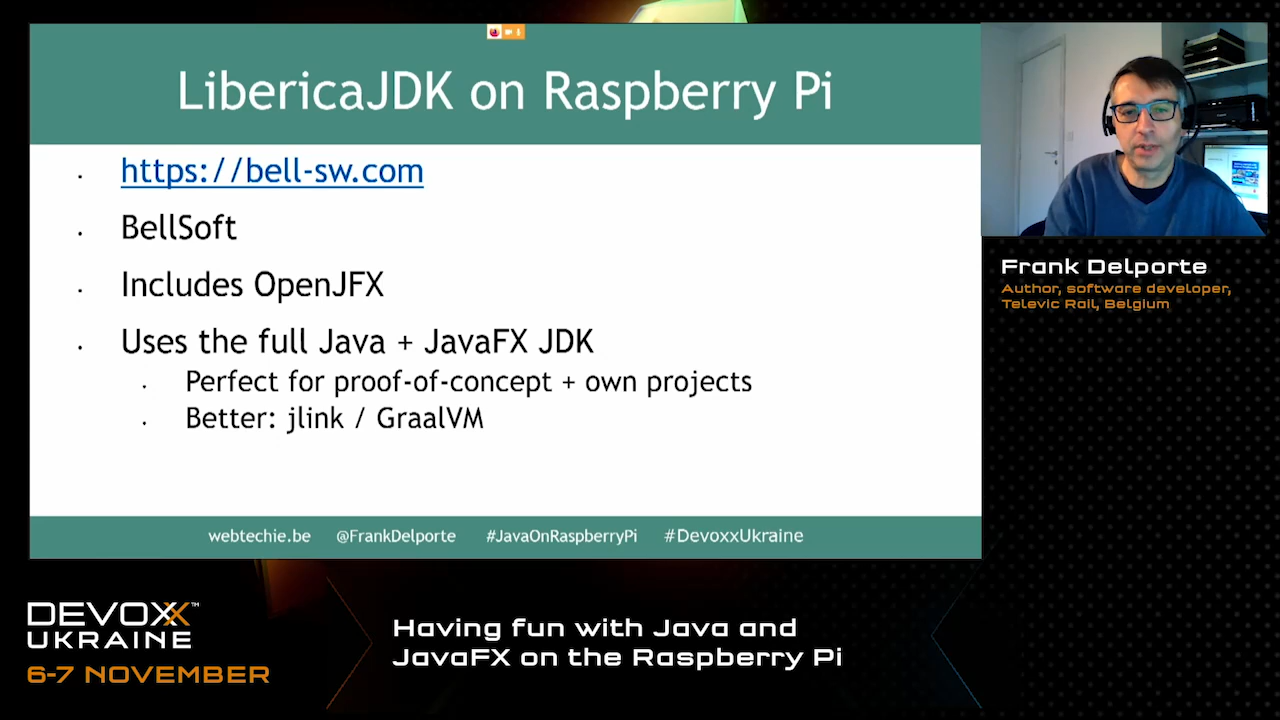 LibericaJDK on Raspberry Pi
https://bell-sw.com
BellSoft
Includes OpenJFX
Uses the full Java + JavaFX JDK
Perfect for proof-of-concept + own projects
Better: jlink / GraalVM
webtechie.be @FrankDelporte #JavaOnRaspberryPi #DevoxxUkraine
Frank Delporte
Author, software developer,
Televic Rail, Belgium
DEVOXX™
UKRAINE
6-7 NOVEMBER
Having fun with Java and
JavaFX on the Raspberry Pi